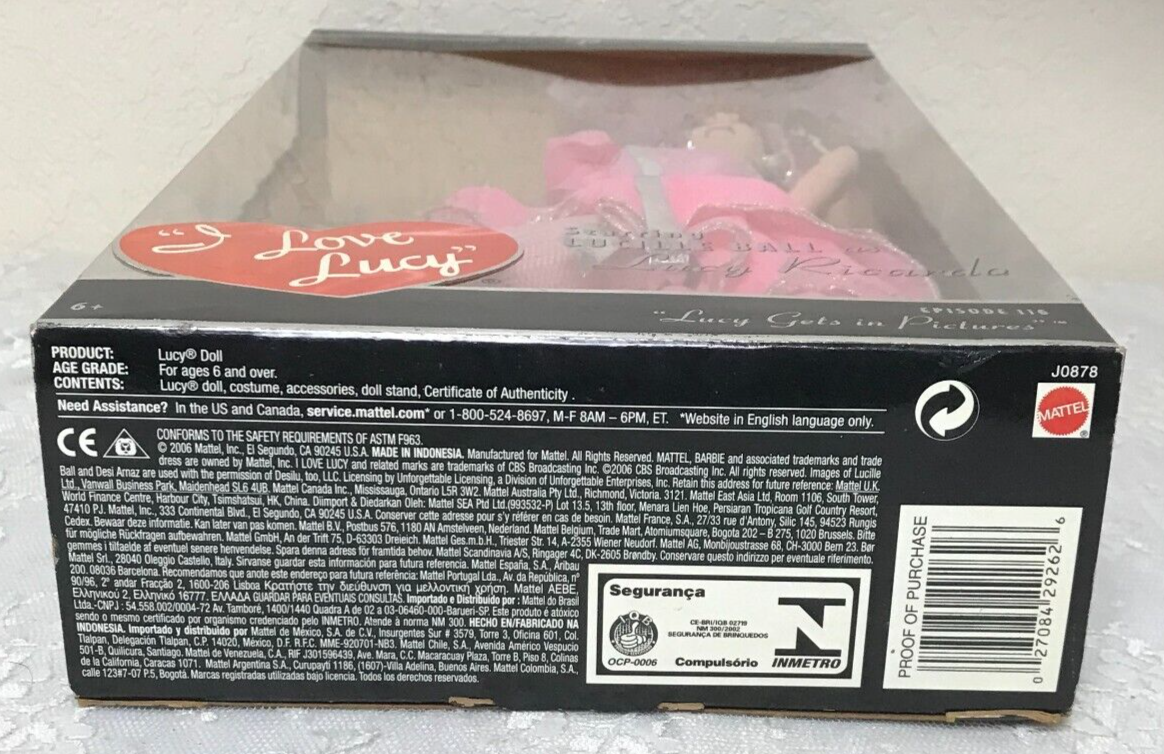 “I
Love
Lucy”
®
Starring
LUCILLE BALL as
Lucy Ricardo
6+
EPISODE 116
“Lucy Gets in Pictures”™
PRODUCT: Lucy® Doll
AGE GRADE: For ages 6 and over.
CONTENTS: Lucy® doll, costume, accessories, doll stand, Certificate of Authenticity.
Need Assistance? In the US and Canada, service.mattel.com* or 1-800-524-8697, M-F 8AM – 6PM, ET. *Website in English language only.
J0878
MATTEL®
CE
CONFORMS TO THE SAFETY REQUIREMENTS OF ASTM F963.
© 2006 Mattel, Inc., El Segundo, CA 90245 U.S.A. MADE IN INDONESIA. Manufactured for Mattel. All Rights Reserved. MATTEL, BARBIE and associated trademarks and trade
dress are owned by Mattel, Inc. I LOVE LUCY and related marks are trademarks of CBS Broadcasting Inc. ©2006 CBS Broadcasting Inc. All rights reserved. Images of Lucille
Ball and Desi Arnaz are used with the permission of Desilu, too, LLC. Licensing by Unforgettable Licensing, a Division of Unforgettable Enterprises, Inc. Retain this address for future reference: Mattel U.K.
Ltd., Vanwall Business Park, Maidenhead SL6 4UB. Mattel Canada Inc., Mississauga, Ontario L5R 3W2. Mattel Australia Pty Ltd., Richmond, Victoria. 3121. Mattel East Asia Ltd, Room 1106, South Tower,
World Finance Centre, Harbour City, Tsimshatsui, HK, China. Diimport & Diedarkan Oleh: Mattel SEA Ptd Ltd.(993532-P) Lot 13.5, 13th floor, Menara Lien Hoe, Persiaran Tropicana Golf Country Resort,
47410 PJ. Mattel, Inc., 333 Continental Blvd., El Segundo, CA 90245 U.S.A. Conserver cette adresse pour s'y référer en cas de besoin. Mattel France, S.A., 27/33 rue d'Antony, Silic 145, 94523 Rungis
Cedex. Bewaar deze informatie. Kan later van pas komen. Mattel B.V., Postbus 576, 1180 AN Amstelveen, Nederland. Mattel Belgium, Trade Mart, Atomiumsquare, Bogota 202 – B 275, 1020 Brussels. Bitte
für mögliche Rückfragen aufbewahren. Mattel GmbH, An der Trift 75, D-63303 Dreieich. Mattel Ges.m.b.H., Triester Str. 14, A-2355 Wiener Neudorf. Mattel AG, Monbijoustrasse 68, CH-3000 Bern 23. Bør
gemmes i tilfælde af eventuel senere henvendelse. Spara denna adress för framtida behov. Mattel Scandinavia A/S, Ringager 4C, DK-2605 Brøndby. Conservare questo indirizzo per eventuale riferimento.
Mattel Srl., 28040 Oleggio Castello, Italy. Sirvanse guardar esta información para futura referencia. Mattel España, S.A., Aribau
200. 08036 Barcelona. Recomendamos que anote este endereço para futura referência: Mattel Portugal Lda., Av. da República, nº
90/96, 2º andar Fracção 2, 1600-206 Lisboa Κρατήστε την διεύθυνση για μελλοντική χρήση. Mattel AEBE,
Ελληνικού 2, Ελληνικό 16777. ΕΛΛΑΔΑ GUARDAR PARA EVENTUAIS CONSULTAS. Importado e Distribuido por : Mattel do Brasil
Ltda.-CNPJ : 54.558.002/0004-72 Av. Tamboré, 1400/1440 Quadra A de 02 a 03-06460-000-Barueri-SP. Este produto é atóxico
sendo o mesmo certificado por organismo credenciado pelo INMETRO. Atende à norma NM 300. HECHO EN/FABRICADO NA
INDONESIA. Importado y distribuido por Mattel de México, S.A. de C.V., Insurgentes Sur # 3579, Torre 3, Oficina 601, Col.
Tlalpan, Delegación Tlalpan, C.P. 14020, México, D.F. R.F.C. MME-920701-NB3. Mattel Chile, S.A., Avenida Américo Vespucio
501-B, Quilicura, Santiago. Mattel de Venezuela, C.A., RIF J301596439, Ave. Mara, C.C. Macaracuay Plaza, Torre B, Piso 8, Colinas
de la California, Caracas 1071. Mattel Argentina S.A., Curupayti 1186, (1607)-Villa Adelina, Buenos Aires. Mattel Colombia, S.A.,
calle 123#7-07 P.5, Bogotá. Marcas registradas utilizadas bajo licencia. Todos los derechos reservados.
Segurança
IQB
OCP-0006
CE-BRI/IQB 02719
NM 300/2002
SEGURANÇA DE BRINQUEDOS
Compulsório
INMETRO
PROOF OF PURCHASE
0 27084 29262 6